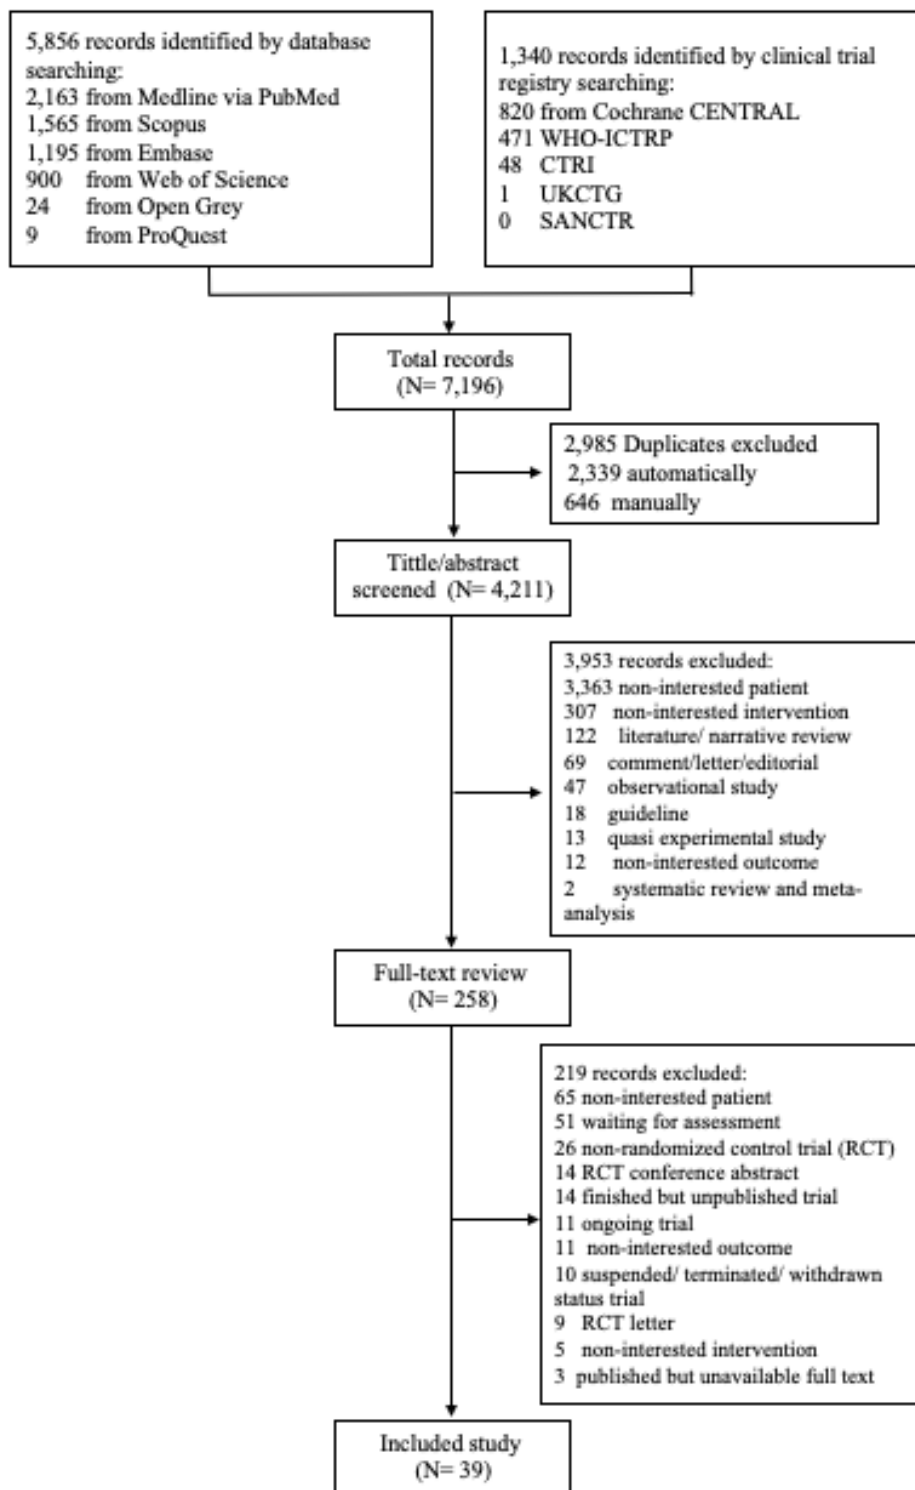 5,856 records identified by database
searching:
2,163 from Medline via PubMed
1,565 from Scopus
1,195 from Embase
900 from Web of Science
24 from Open Grey
9 from ProQuest
1,340 records identified by clinical trial
registry searching:
820 from Cochrane CENTRAL
471 WHO-ICTRP
48 CTRI
1 UKCTG
0 SANCTR
Total records
(N= 7,196)
2,985 Duplicates excluded
2,339 automatically
646 manually
Tittle/abstract
screened (N= 4,211)
3,953 records excluded:
3,363 non-interested patient
307 non-interested intervention
122 literature/ narrative review
69 comment/letter/editorial
47 observational study
18 guideline
13 quasi experimental study
12 non-interested outcome
2 systematic review and meta-
analysis
Full-text review
(N= 258)
219 records excluded:
65 non-interested patient
51 waiting for assessment
26 non-randomized control trial (RCT)
14 RCT conference abstract
14 finished but unpublished trial
11 ongoing trial
11 non-interested outcome
10 suspended/ terminated/ withdrawn
status trial
9 RCT letter
5 non-interested intervention
3 published but unavailable full text
Included study
(N= 39)